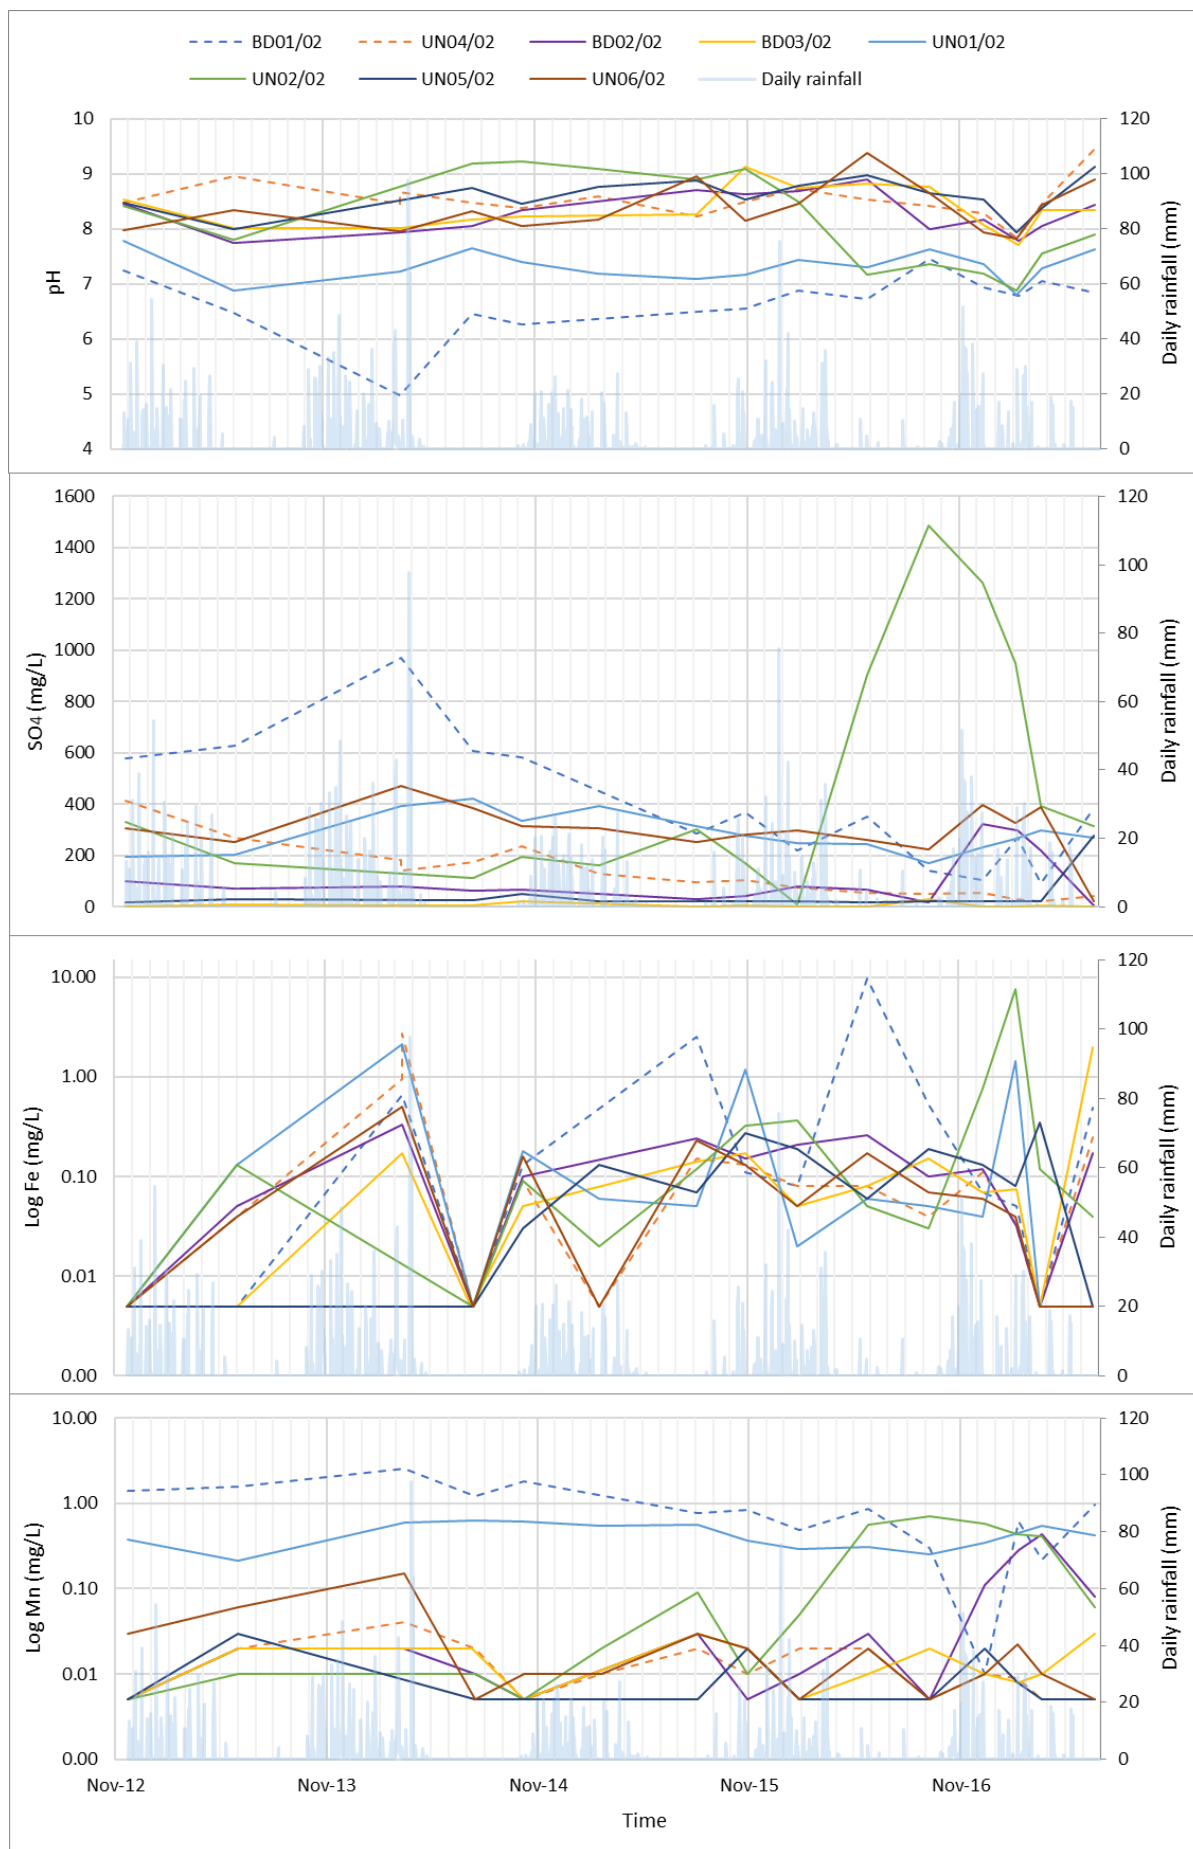 BD01/02 UN04/02 BD02/02 BD03/02 UN01/02
UN02/02 UN05/02 UN06/02 Daily rainfall
10 120
9 100
8 80
7 60
6 40
5 20
4 0
pH
Daily rainfall (mm)
1600 120
1400 100
1200
1000 80
800 60
600 40
400
200 20
0 0
SO4 (mg/L)
Daily rainfall (mm)
10.00 120
1.00 100
80
0.10 60
0.01 40
20
0.00 0
Log Fe (mg/L)
Daily rainfall (mm)
10.00 120
1.00 100
80
0.10 60
0.01 40
20
0.00 0
Log Mn (mg/L)
Daily rainfall (mm)
Nov-12 Nov-13 Nov-14 Nov-15 Nov-16
Time